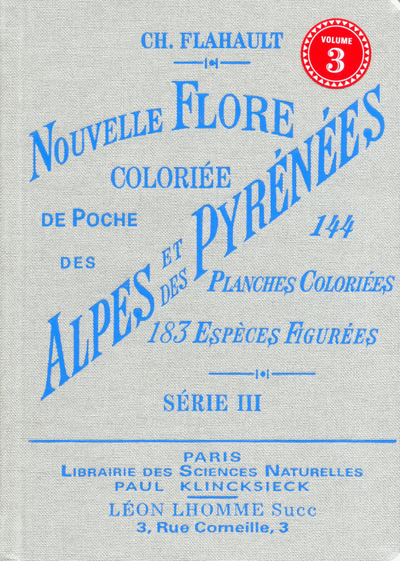 CH. FLAHAULT
VOLUME
3
NOUVELLE FLORE
COLORIÉE
DE POCHE
DES
ALPES ET DES PYRÉNÉES
144
PLANCHES COLORIÉES
183 ESPÈCES FIGURÉES
SÉRIE III
PARIS
LIBRAIRIE DES SCIENCES NATURELLES
PAUL KLINCKSIECK
LÉON LHOMME Succ
3, Rue Corneille, 3